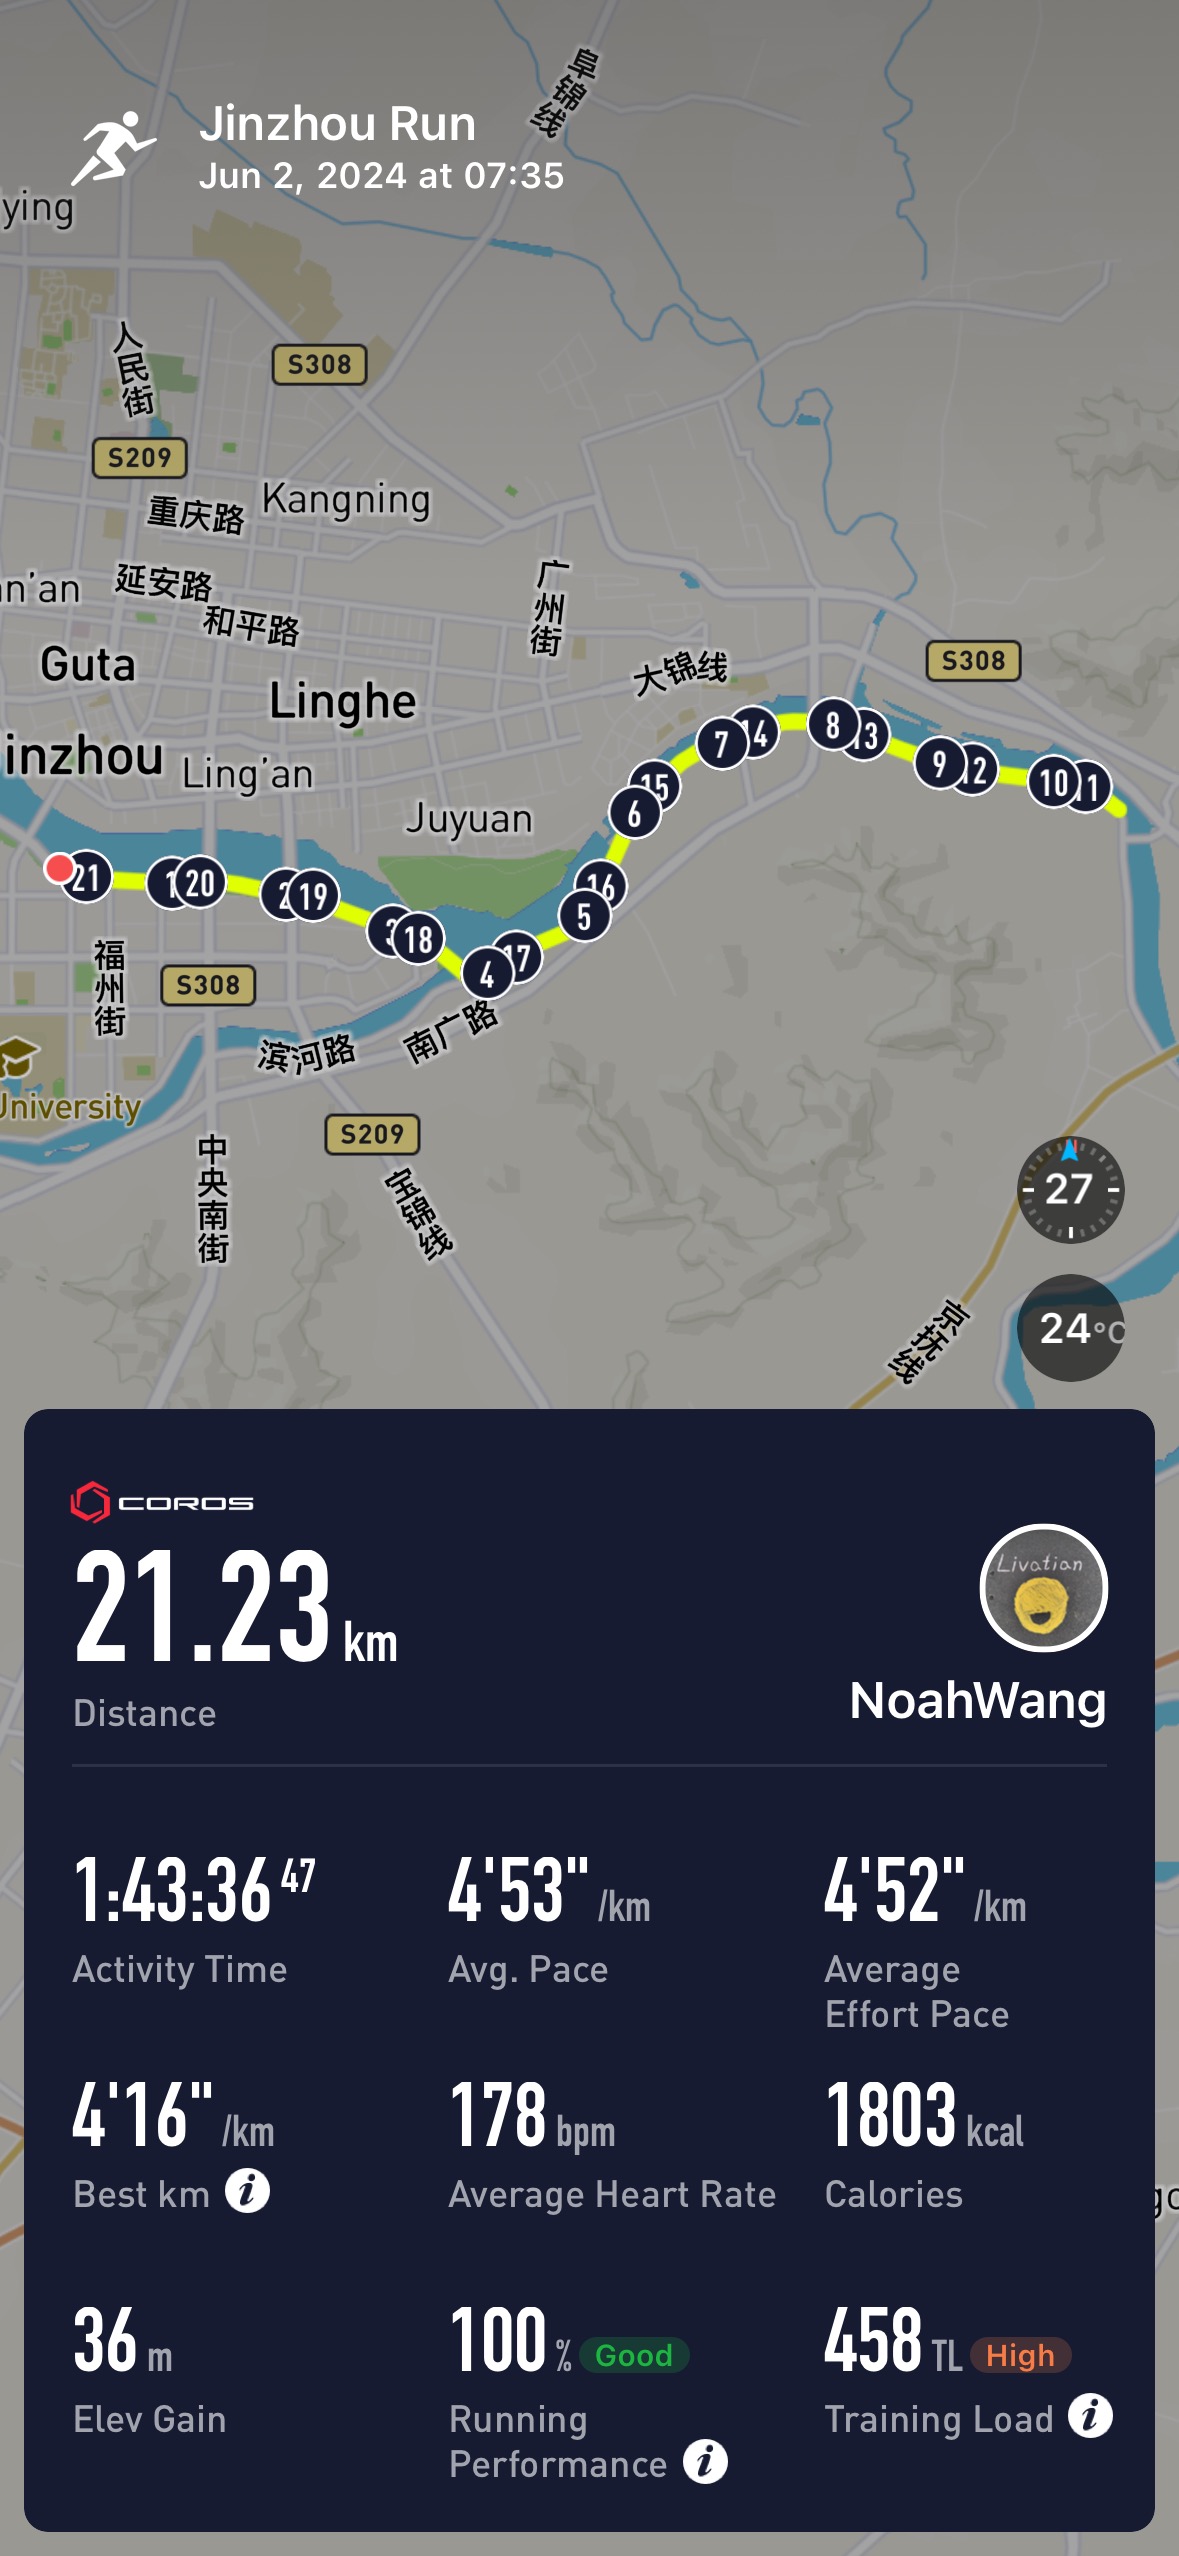 Jinzhou Run
Jun 2, 2024 at 07:35
阜锦线
ying
人民街
S308
S209
重庆路
Kangning
延安路
n'an
和平路
广州街
Guta
大锦线
S308
Linghe
inzhou
Ling'an
Juyuan
7
14
8
13
9
12
10
11
15
6
16
5
21
1
20
2
19
3
18
4
17
福州街
S308
滨河路
南广路
University
S209
中央南街
宝锦线
27
24°C
京抚线
COROS
21.23 km
Distance
Livatian
NoahWang
1:43:36 47
Activity Time
4'53" /km
Avg. Pace
4'52" /km
Average
Effort Pace
4'16" /km
Best km i
178 bpm
Average Heart Rate
1803 kcal
Calories
36 m
Elev Gain
100 % Good
Running
Performance i
458 TL High
Training Load i